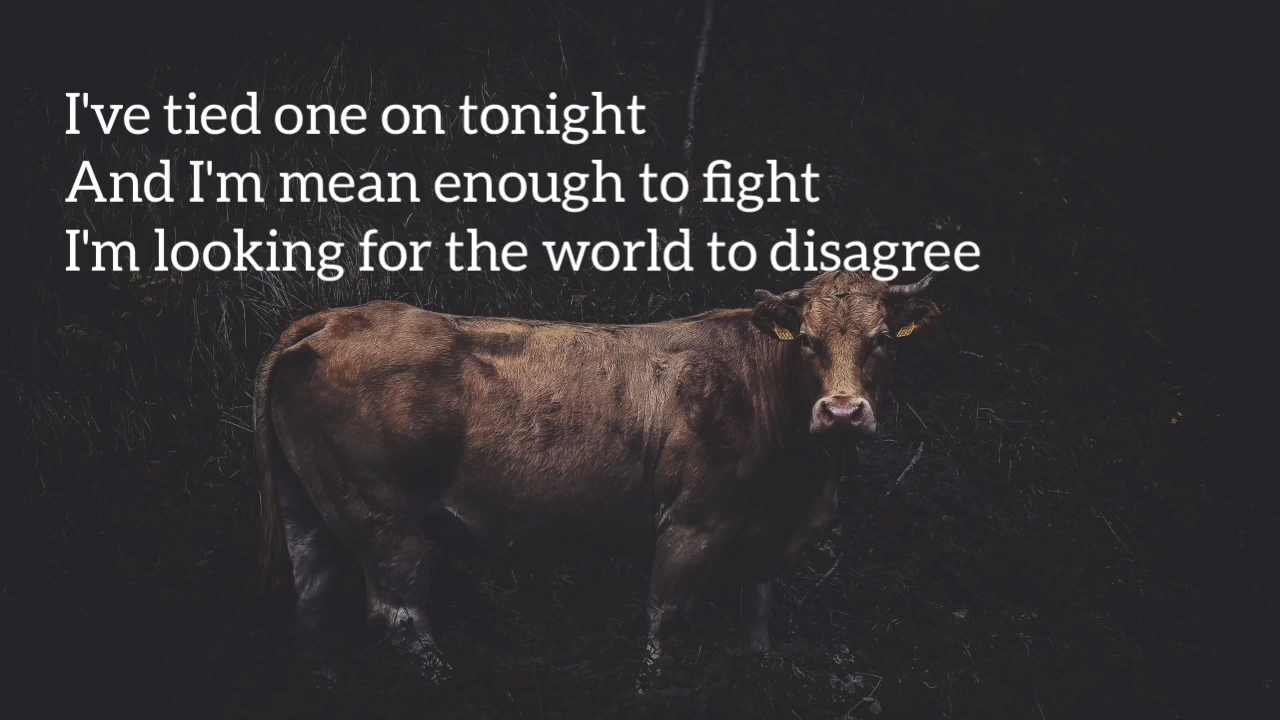 I've tied one on tonight
And I'm mean enough to fight
I'm looking for the world to disagree